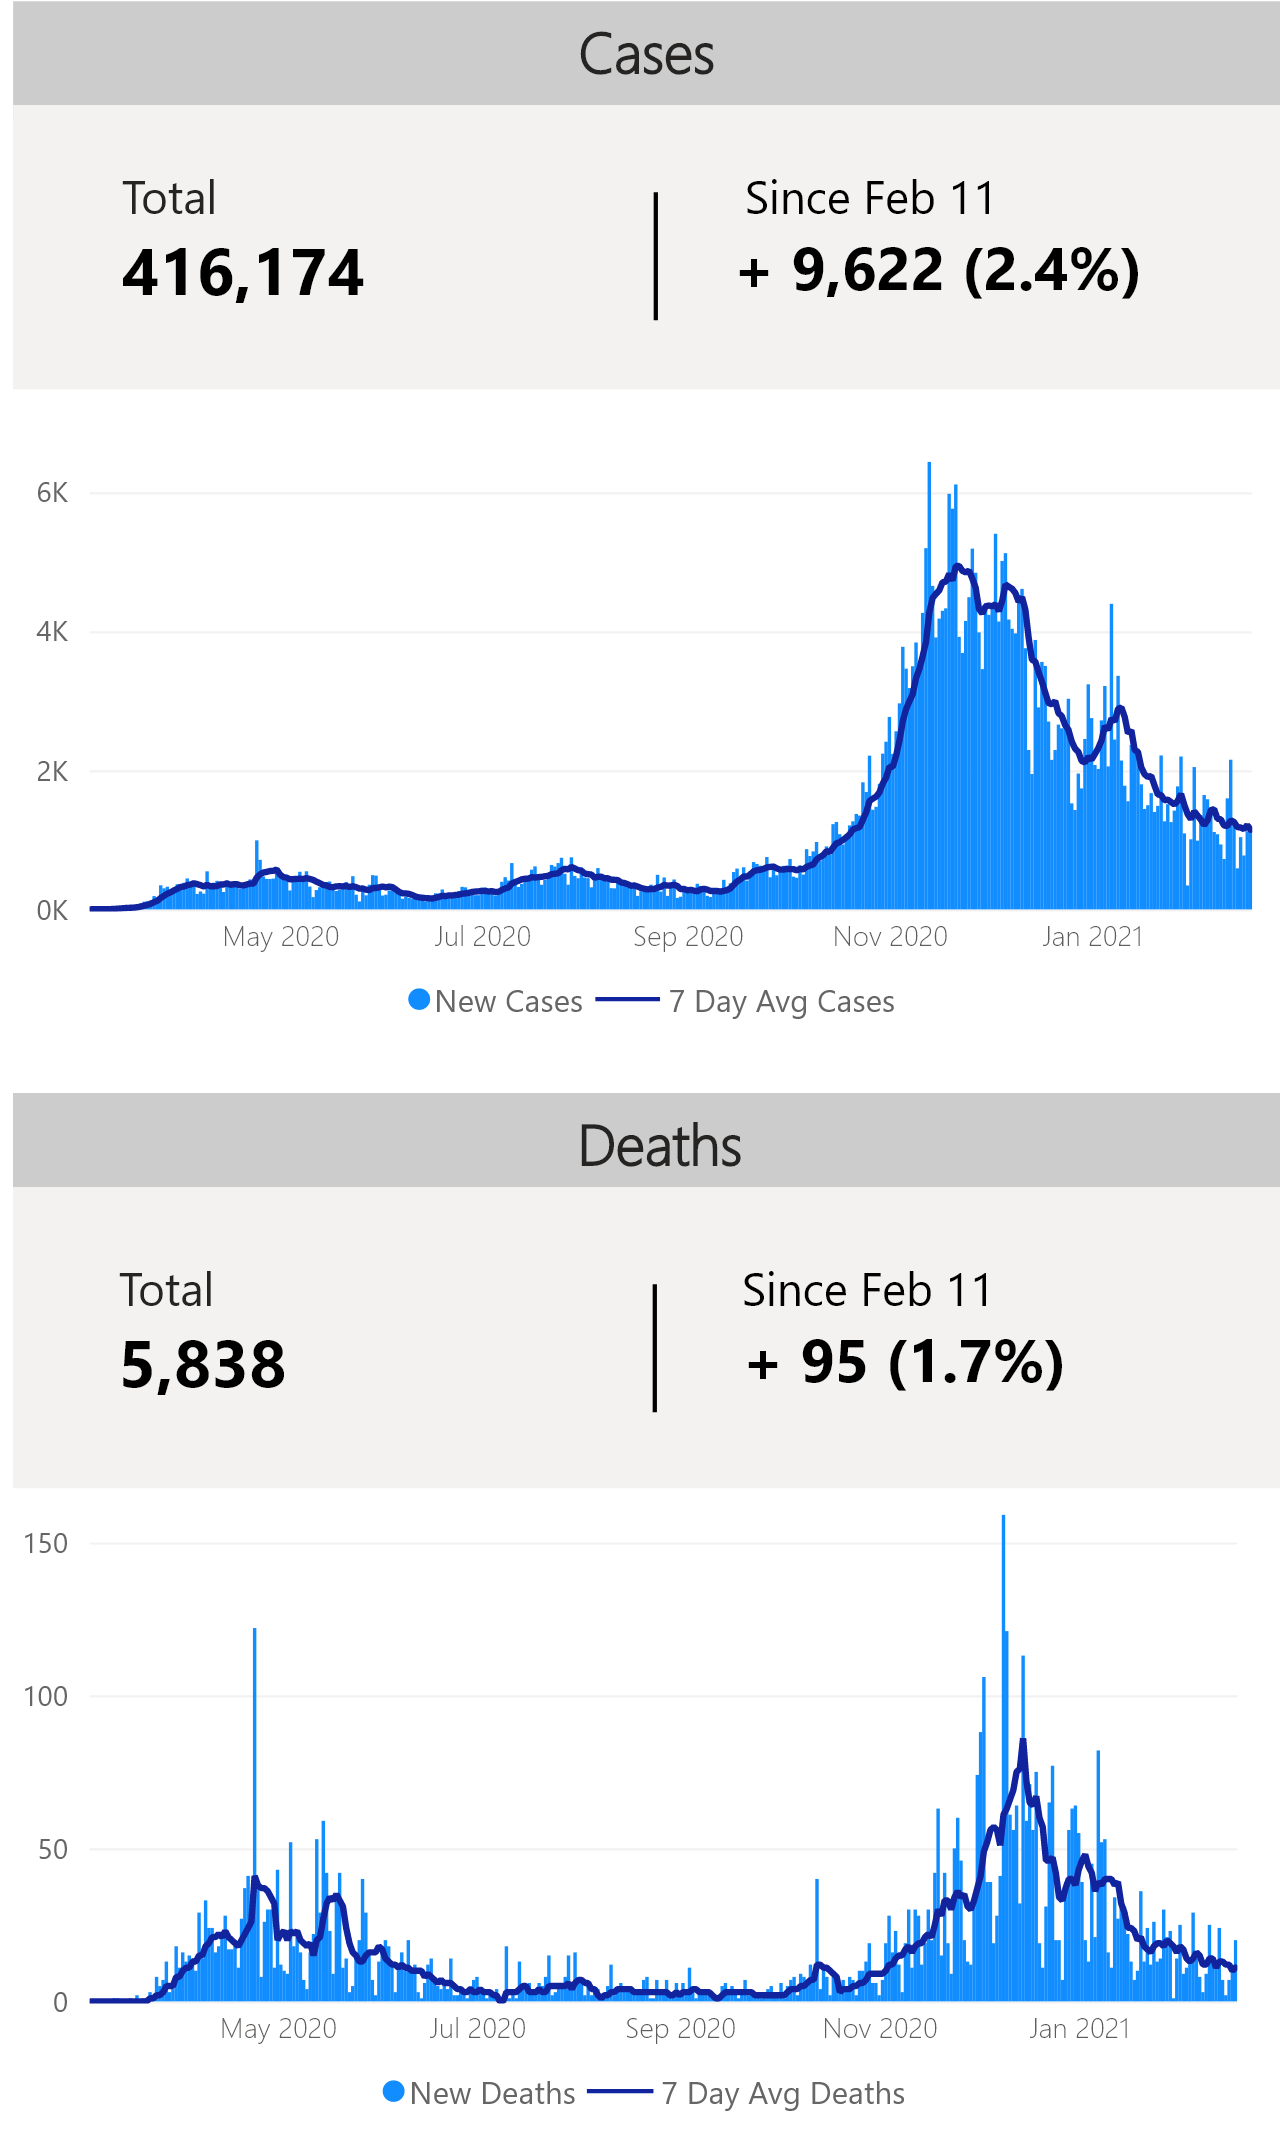 Cases
Total
Since Feb 11
416,174
+ 9,622 (2.4%)
6K
4K
2K
0K
May 2020
Jul 2020
Sep 2020
Nov 2020
Jan 2021
New Cases
7 Day Avg Cases
Deaths
Total
Since Feb 11
5,838
+ 95 (1.7%)
150
100
50
0
May 2020
Jul 2020
Sep 2020
Nov 2020
Jan 2021
New Deaths
7 Day Avg Deaths